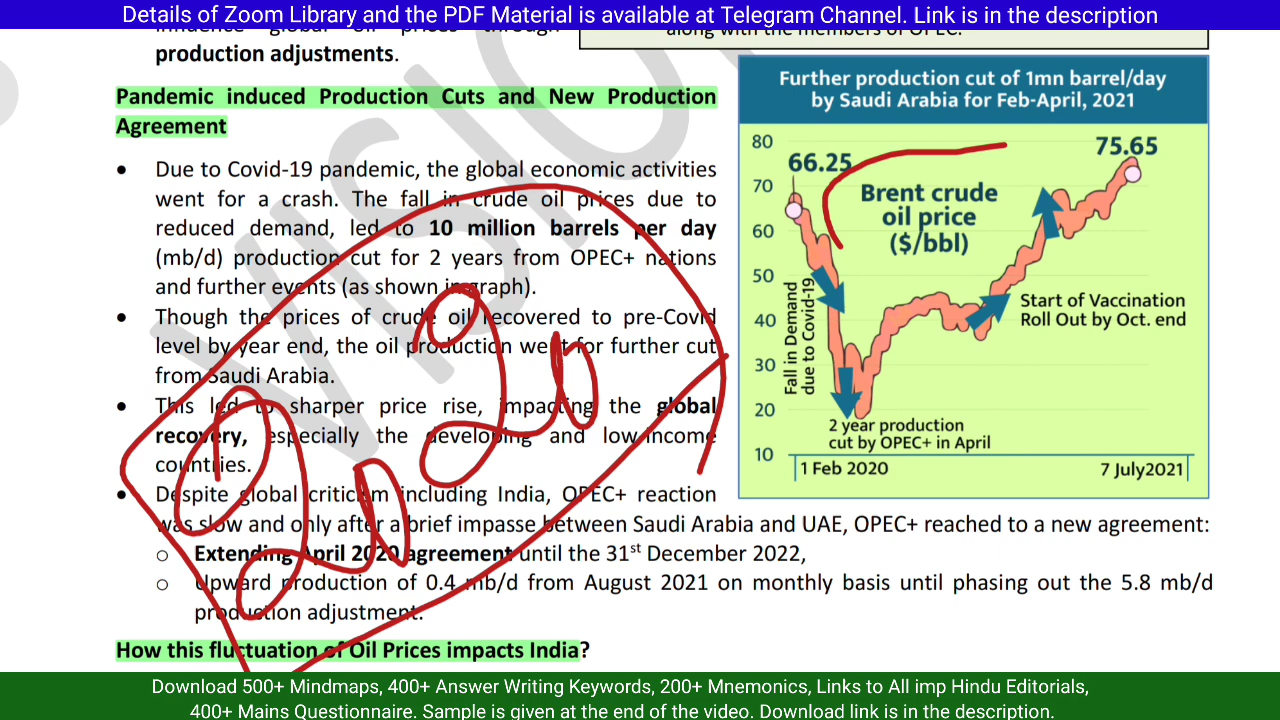 Details of Zoom Library and the PDF Material is available at Telegram Channel. Link is in the description
influence global oil prices through
production adjustments.
along with the members of OPEC.
Pandemic induced Production Cuts and New Production
Agreement
• Due to Covid-19 pandemic, the global economic activities
went for a crash. The fall in crude oil prices due to
reduced demand, led to 10 million barrels per day
(mb/d) production cut for 2 years from OPEC+ nations
and further events (as shown in graph).
• Though the prices of crude oil recovered to pre-Covid
level by year end, the oil production went for further cut
from Saudi Arabia.
• This led to sharper price rise, impacting the global
recovery, especially the developing and low-income
countries.
• Despite global criticism including India, OPEC+ reaction
was slow and only after a brief impasse between Saudi Arabia and UAE, OPEC+ reached to a new agreement:
o Extending April 2020 agreement until the 31st December 2022,
o Upward production of 0.4 mb/d from August 2021 on monthly basis until phasing out the 5.8 mb/d
production adjustment.
How this fluctuation of Oil Prices impacts India?
Further production cut of 1mn barrel/day
by Saudi Arabia for Feb-April, 2021
80
70
60
50
40
30
20
10
66.25
75.65
Brent crude
oil price
($/bbl)
Fall in Demand
due to Covid-19
Start of Vaccination
Roll Out by Oct. end
2 year production
cut by OPEC+ in April
1 Feb 2020
7 July2021
VISIO
2020
Download 500+ Mindmaps, 400+ Answer Writing Keywords, 200+ Mnemonics, Links to All imp Hindu Editorials,
400+ Mains Questionnaire. Sample is given at the end of the video. Download link is in the description.